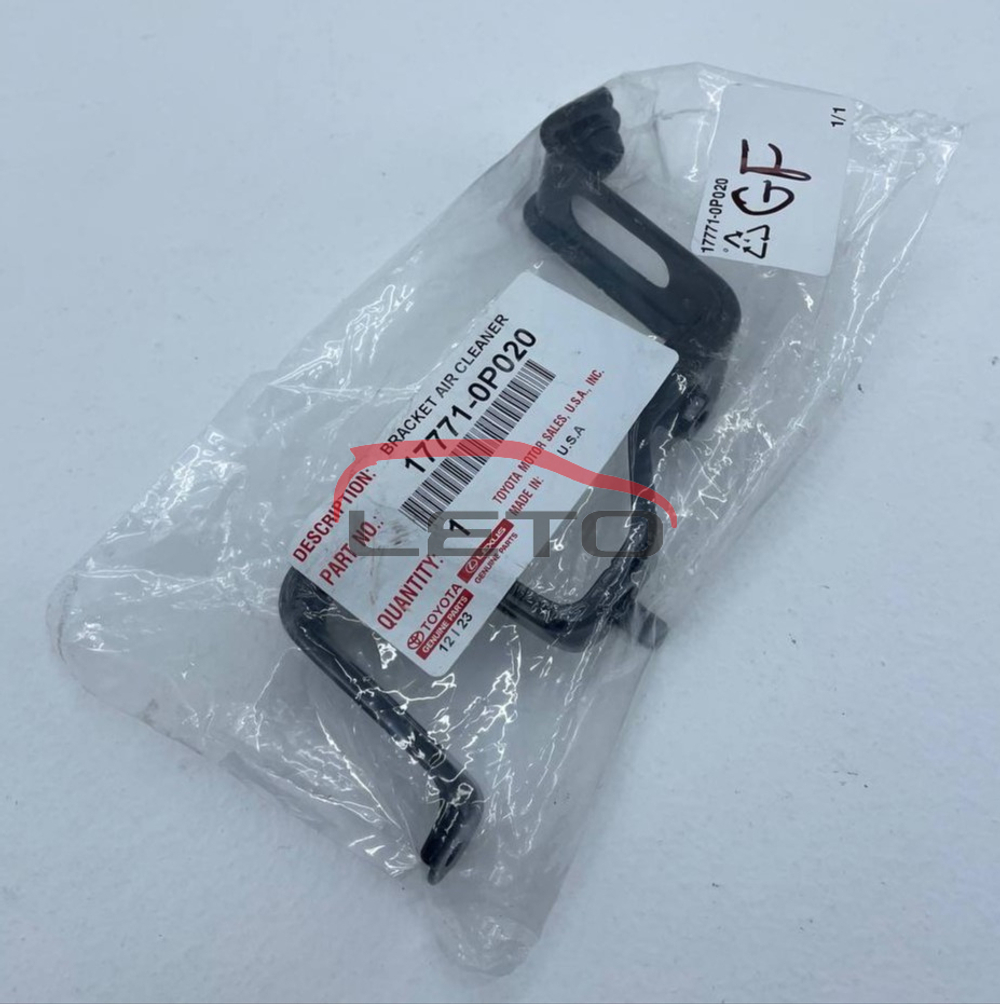 1/1
17771-0P020
GF
DESCRIPTION: BRACKET AIR CLEANER
PART NO.: 17771-0P020
QUANTITY: 1
TOYOTA MOTOR SALES, U.S.A., INC.
MADE IN: U.S.A
TOYOTA
GENUINE PARTS
LEXUS
GENUINE PARTS
12 I 23
LETO